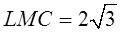 LMC = 2√3